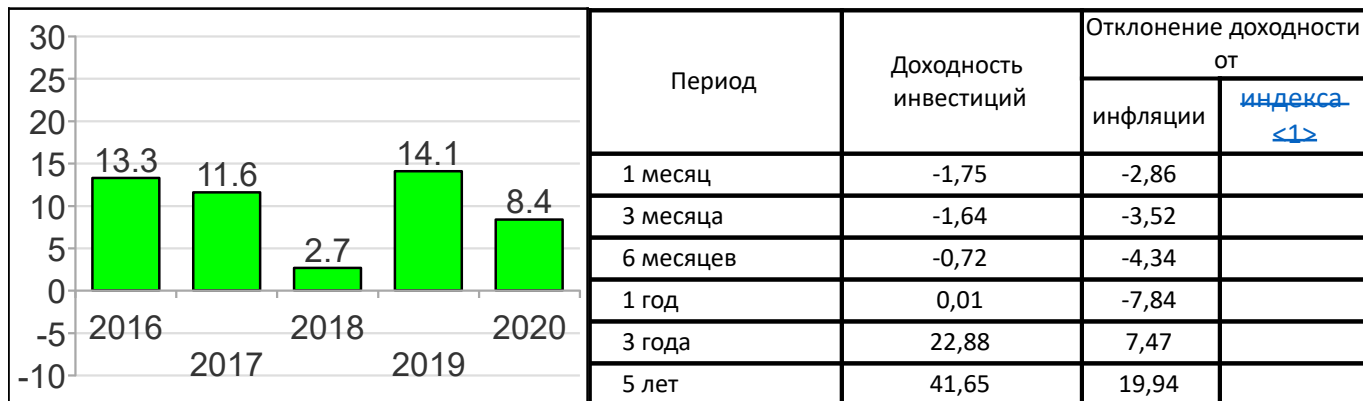 30
25
20
15
10
5
0
-5
-10
13.3
11.6
2.7
14.1
8.4
2016
2017
2018
2019
2020
Период
Доходность
инвестиций
Отклонение доходности
от
инфляции
индекса
<1>
1 месяц -1,75 -2,86
3 месяца -1,64 -3,52
6 месяцев -0,72 -4,34
1 год 0,01 -7,84
3 года 22,88 7,47
5 лет 41,65 19,94